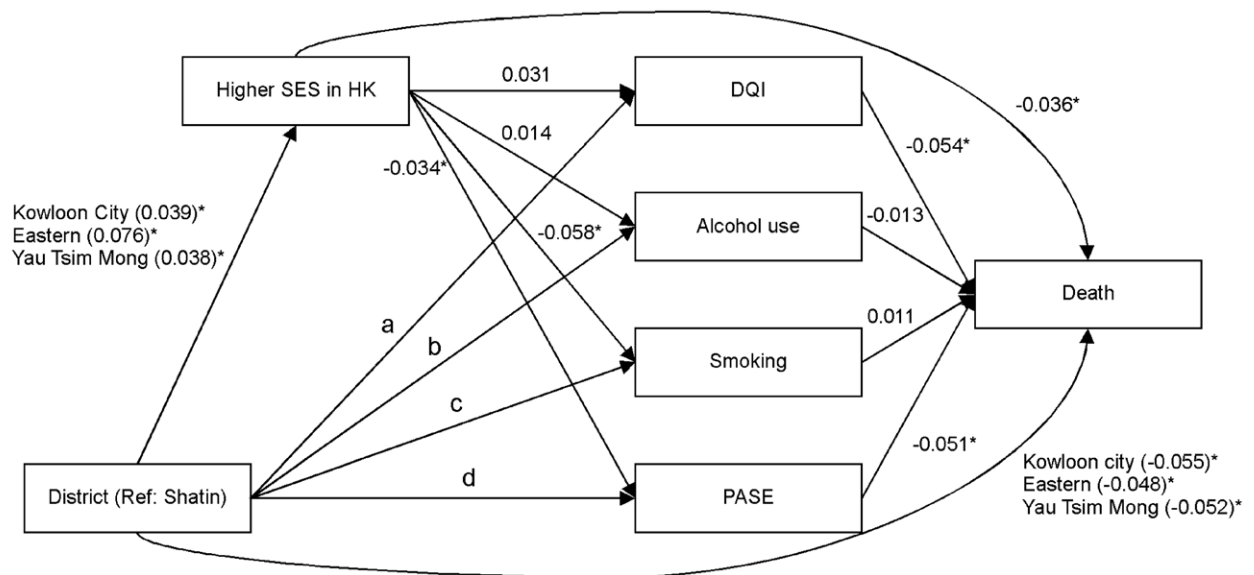 Higher SES in HK
0.031
DQI
-0.036*
0.014
-0.054*
-0.034*
Kowloon City (0.039)*
Eastern (0.076)*
Yau Tsim Mong (0.038)*
-0.058*
Alcohol use
-0.013
Death
a
b
0.011
Smoking
c
-0.051*
District (Ref: Shatin)
d
PASE
Kowloon city (-0.055)*
Eastern (-0.048)*
Yau Tsim Mong (-0.052)*